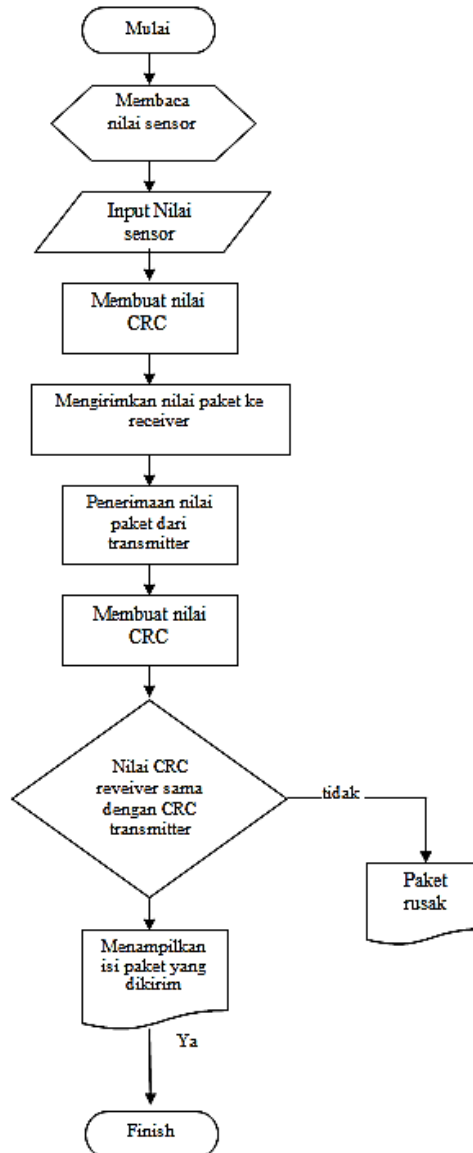 Mulai
Membaca
nilai sensor
Input Nilai
sensor
Membuat nilai
CRC
Mengirimkan nilai paket ke
receiver
Penerimaan nilai
paket dari
transmitter
Membuat nilai
CRC
Nilai CRC
reveiver sama
dengan CRC
transmitter
tidak
Paket
rusak
Menampilkan
isi paket yang
dikirim
Ya
Finish